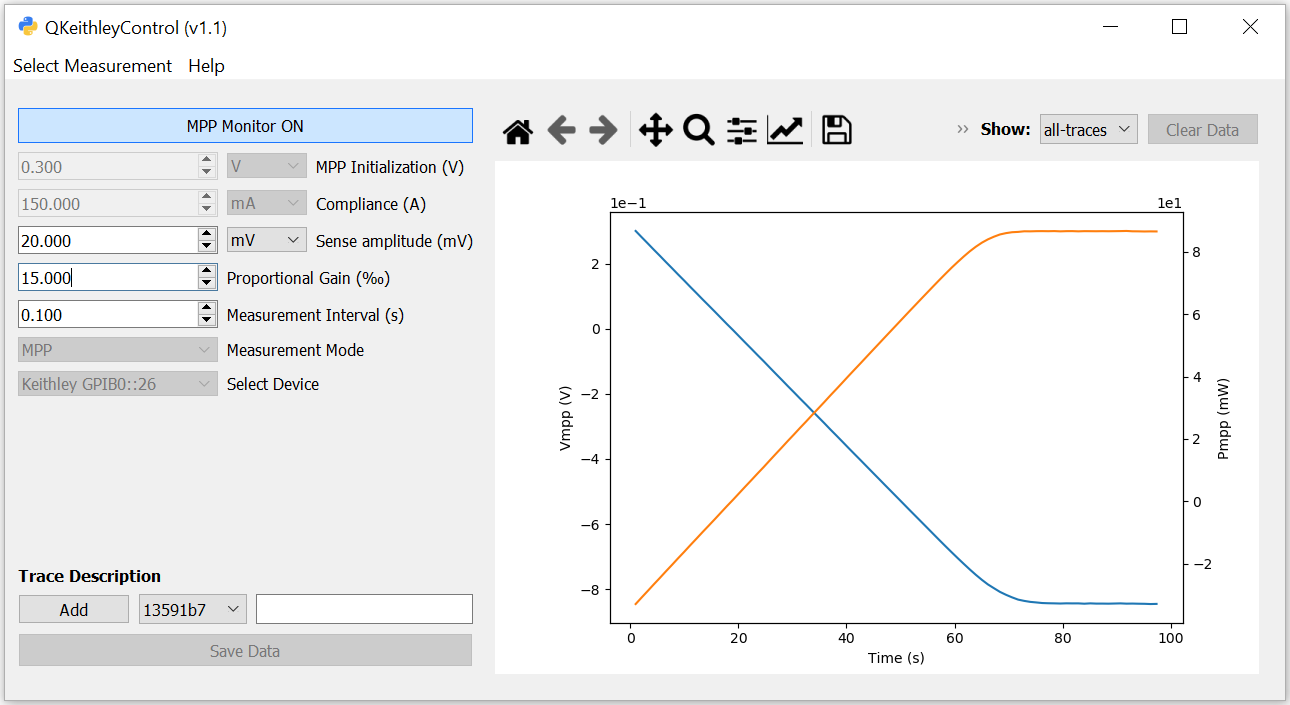 QKeithleyControl (v1.1)
Select Measurement Help
MPP Monitor ON
0.300 V MPP Initialization (V)
150.000 mA Compliance (A)
20.000 mV Sense amplitude (mV)
15.000 Proportional Gain (‰)
0.100 Measurement Interval (s)
MPP Measurement Mode
Keithley GPIB0::26 Select Device
Trace Description
Add 13591b7
Save Data
» Show: all-traces Clear Data
1e−1 1e1
2
0
−2
−4
−6
−8
Vmpp (V)
8
6
4
2
0
−2
Pmpp (mW)
0 20 40 60 80 100
Time (s)